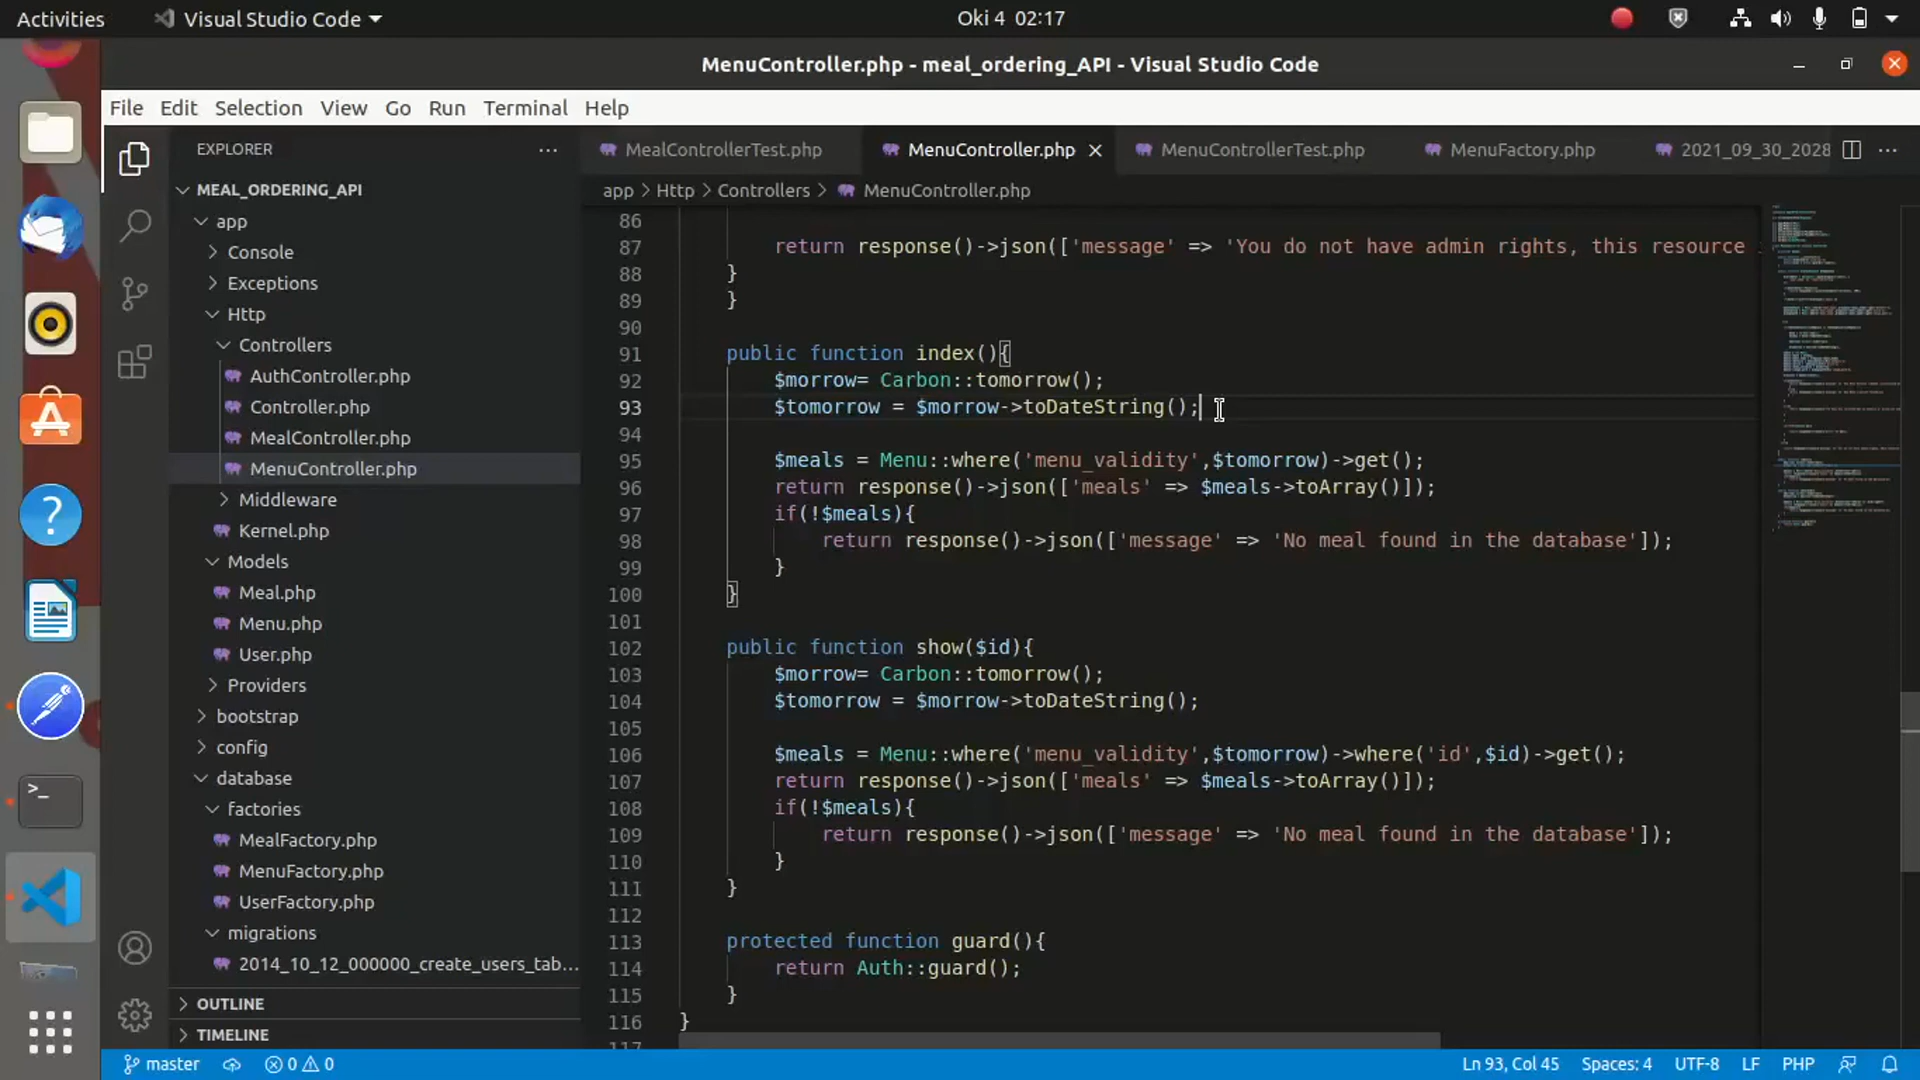 Activities
Visual Studio Code
Oki 4 02:17
MenuController.php - meal_ordering_API - Visual Studio Code
File Edit Selection View Go Run Terminal Help
EXPLORER
MealControllerTest.php
MenuController.php
MenuControllerTest.php
MenuFactory.php
2021_09_30_2028
app > Http > Controllers > MenuController.php
MEAL_ORDERING_API
app
Console
Exceptions
Http
Controllers
AuthController.php
Controller.php
MealController.php
MenuController.php
Middleware
Kernel.php
Models
Meal.php
Menu.php
User.php
Providers
bootstrap
config
database
factories
MealFactory.php
MenuFactory.php
UserFactory.php
migrations
2014_10_12_000000_create_users_tab...
OUTLINE
TIMELINE
86
87 return response()->json(['message' => 'You do not have admin rights, this resource
88 }
89 }
90
91 public function index(){
92 $morrow= Carbon::tomorrow();
93 $tomorrow = $morrow->toDateString();
94
95 $meals = Menu::where('menu_validity',$tomorrow)->get();
96 return response()->json(['meals' => $meals->toArray()]);
97 if(!$meals){
98 return response()->json(['message' => 'No meal found in the database']);
99 }
100 }
101
102 public function show($id){
103 $morrow= Carbon::tomorrow();
104 $tomorrow = $morrow->toDateString();
105
106 $meals = Menu::where('menu_validity',$tomorrow)->where('id',$id)->get();
107 return response()->json(['meals' => $meals->toArray()]);
108 if(!$meals){
109 return response()->json(['message' => 'No meal found in the database']);
110 }
111 }
112
113 protected function guard(){
114 return Auth::guard();
115 }
116 }
117
master
0 0
Ln 93, Col 45 Spaces: 4 UTF-8 LF PHP